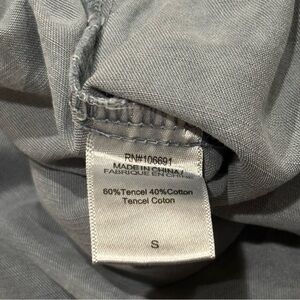 RN#106691
MADE IN CHINA /
FABRIQUE EN CHINE
60%Tencel 40%Cotton
Tencel Coton
S